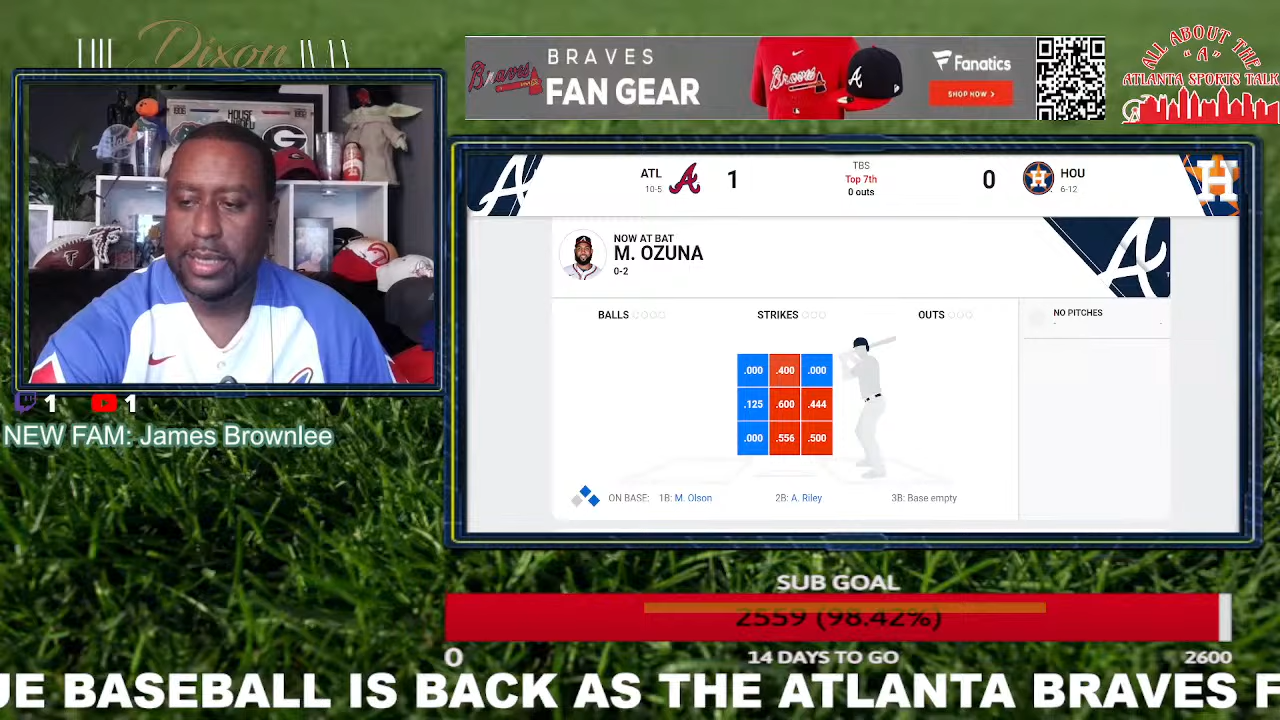 Dixon
BRAVES
FAN GEAR
Braves
Fanatics
SHOP NOW >
Braves
ALL ABOUT THE
"A"
ATLANTA SPORTS TALK
HOUSE
G
ATL
10-5
1
TBS
Top 7th
0 outs
0
HOU
6-12
NOW AT BAT
M. OZUNA
0-2
BALLS
STRIKES
OUTS
NO PITCHES
- -
.000 .400 .000
.125 .600 .444
.000 .556 .500
ON BASE: 1B: M. Olson 2B: A. Riley 3B: Base empty
1 1
NEW FAM: James Brownlee
SUB GOAL
2559 (98.42%)
0 14 DAYS TO GO 2600
UE BASEBALL IS BACK AS THE ATLANTA BRAVES F